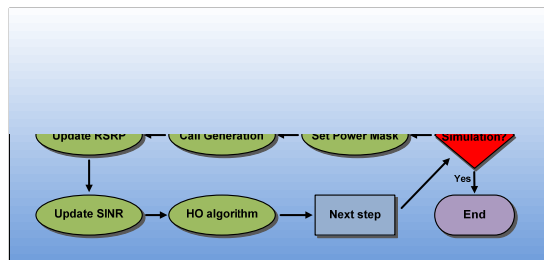 Update RSRP Call Generation Set Power Mask Simulation?
Yes
Update SINR HO algorithm Next step End